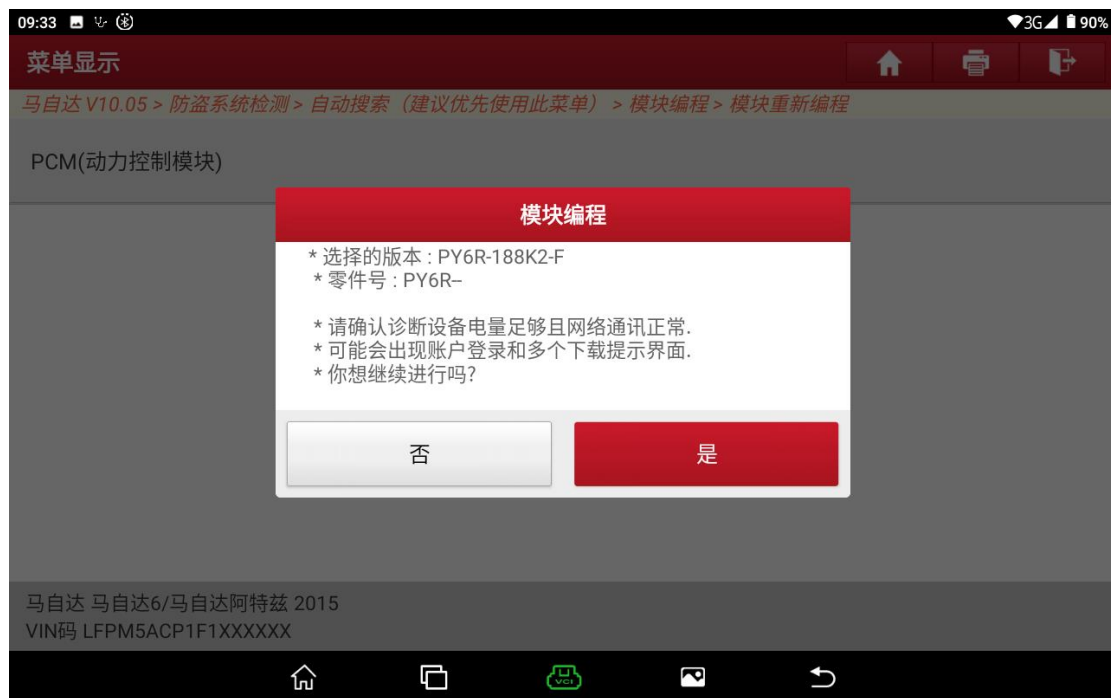 09:33
3G 90%
菜单显示
马自达 V10.05 > 防盗系统检测 > 自动搜索（建议优先使用此菜单） > 模块编程 > 模块重新编程
PCM(动力控制模块)
模块编程
* 选择的版本 : PY6R-188K2-F
* 零件号 : PY6R--
* 请确认诊断设备电量足够且网络通讯正常.
* 可能会出现账户登录和多个下载提示界面.
* 你想继续进行吗?
否
是
马自达 马自达6/马自达阿特兹 2015
VIN码 LFPM5ACP1F1XXXXXX
VCI